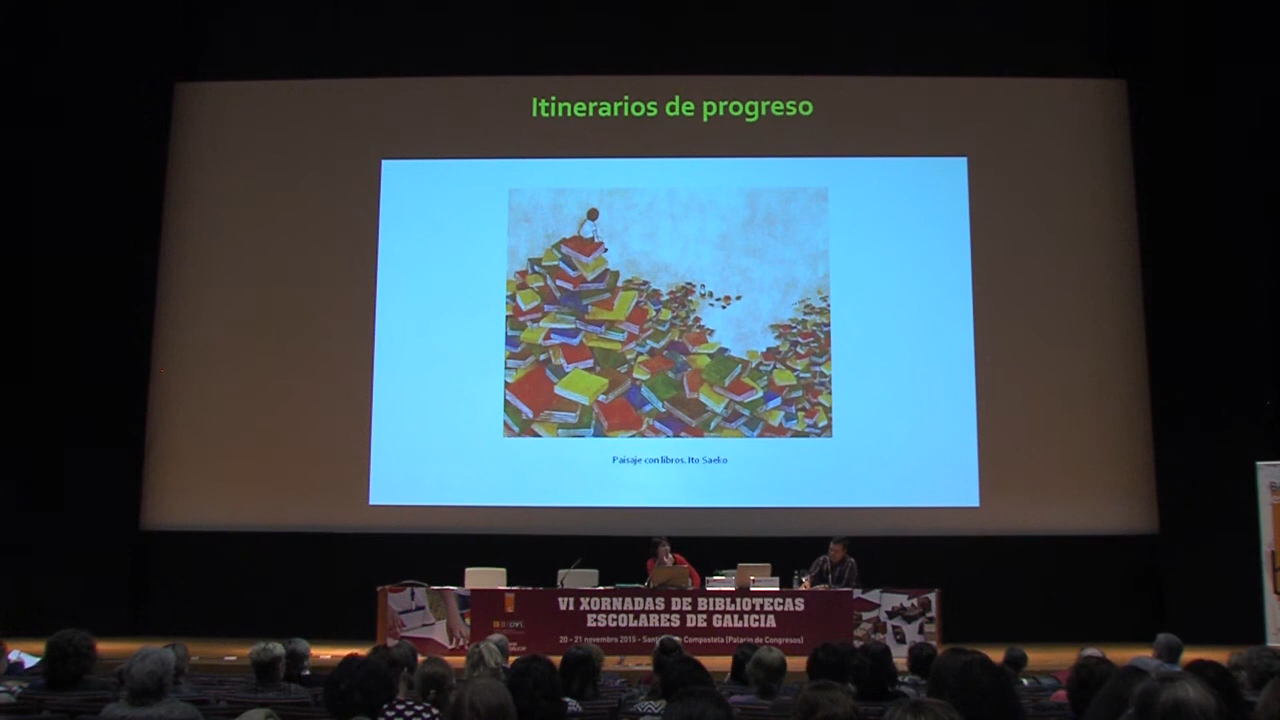 Itinerarios de progreso
Paisaje con libros. Ito Saeko
VI XORNADAS DE BIBLIOTECAS
ESCOLARES DE GALICIA
20 - 21 novembro 2015 - Santiago de Compostela (Palacio de Congresos)